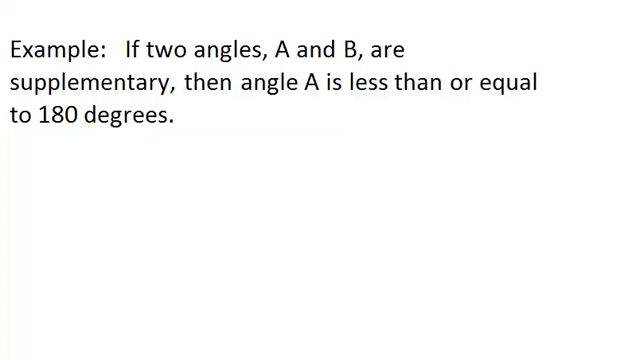 Example:   If two angles, A and B, are
supplementary, then angle A is less than or equal
to 180 degrees.